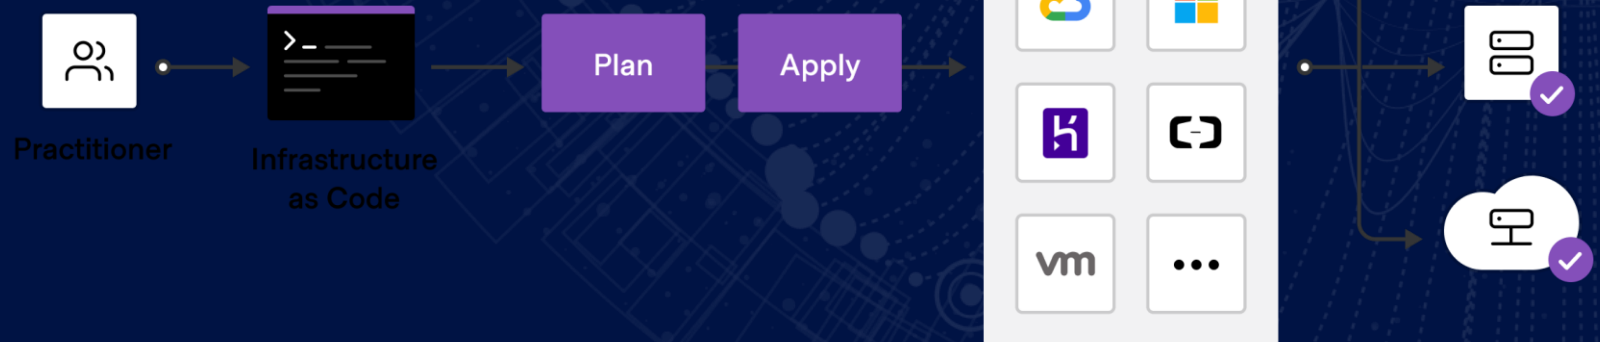 Plan
Apply
Practitioner
Infrastructure
as Code
vm